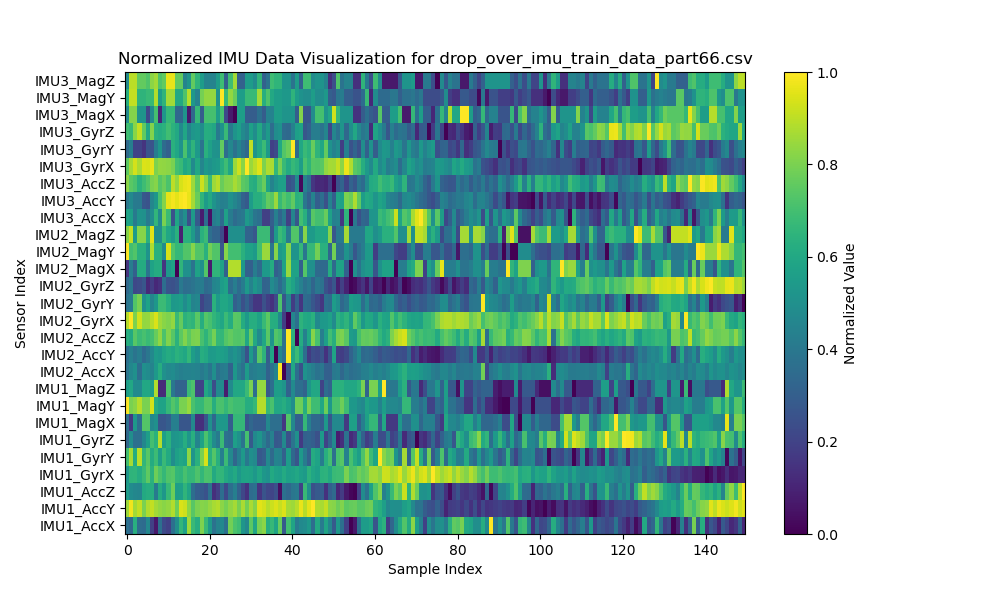 Normalized IMU Data Visualization for drop_over_imu_train_data_part66.csv
Sensor Index
IMU3_MagZ
IMU3_MagY
IMU3_MagX
IMU3_GyrZ
IMU3_GyrY
IMU3_GyrX
IMU3_AccZ
IMU3_AccY
IMU3_AccX
IMU2_MagZ
IMU2_MagY
IMU2_MagX
IMU2_GyrZ
IMU2_GyrY
IMU2_GyrX
IMU2_AccZ
IMU2_AccY
IMU2_AccX
IMU1_MagZ
IMU1_MagY
IMU1_MagX
IMU1_GyrZ
IMU1_GyrY
IMU1_GyrX
IMU1_AccZ
IMU1_AccY
IMU1_AccX
0 20 40 60 80 100 120 140
Sample Index
1.0
0.8
0.6
0.4
0.2
0.0
Normalized Value